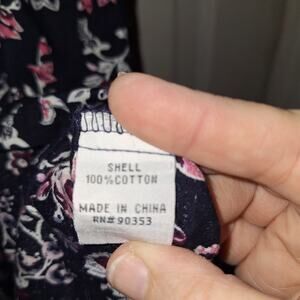 SHELL
100%COTTON
MADE IN CHINA
RN# 90353